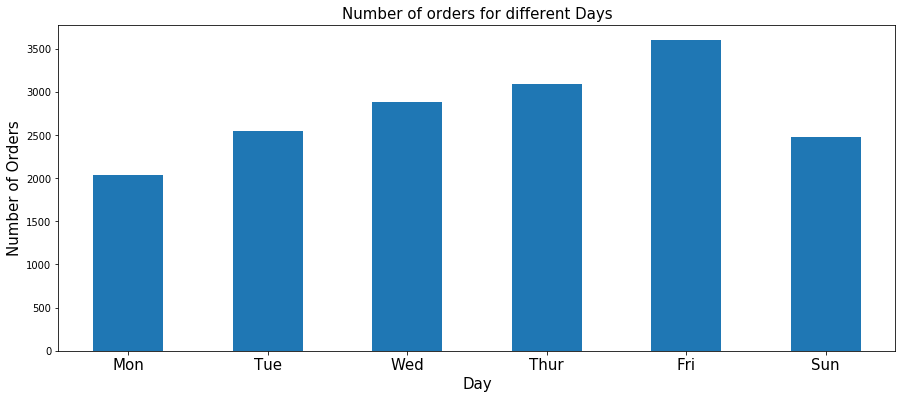 Number of orders for different Days
Number of Orders
3500
3000
2500
2000
1500
1000
500
0
Mon Tue Wed Thur Fri Sun
Day